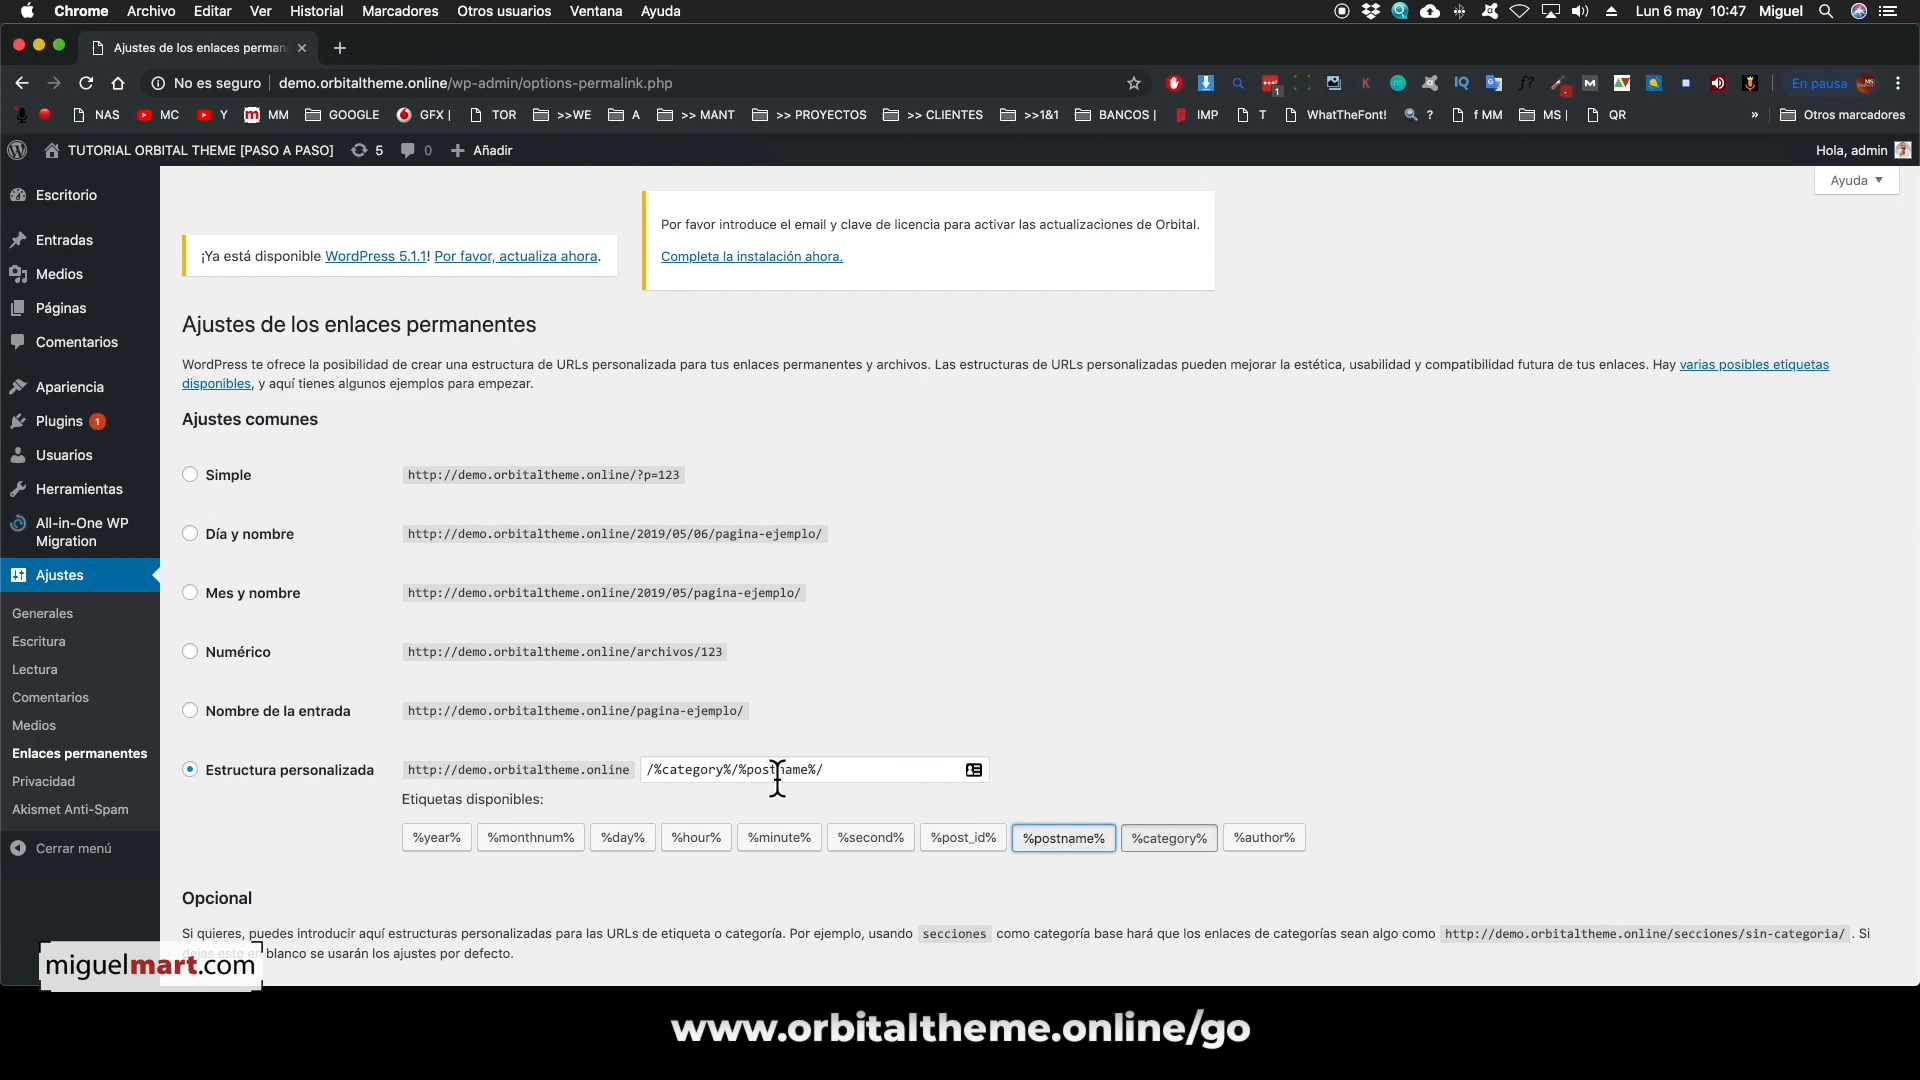 Chrome Archivo Editar Ver Historial Marcadores Otros usuarios Ventana Ayuda Lun 6 may 10:47 Miguel
Ajustes de los enlaces perman
No es seguro demo.orbitaltheme.online/wp-admin/options-permalink.php En pausa
NAS MC Y MM GOOGLE GFX | TOR >>WE A >> MANT >> PROYECTOS >> CLIENTES >>1&1 BANCOS | IMP T WhatTheFont! ? f MM MS | QR » Otros marcadores
TUTORIAL ORBITAL THEME [PASO A PASO] 5 0 Añadir Hola, admin
Ayuda
Escritorio
Entradas
Medios
Páginas
Comentarios
Apariencia
Plugins 1
Usuarios
Herramientas
All-in-One WP
Migration
Ajustes
Generales
Escritura
Lectura
Comentarios
Medios
Enlaces permanentes
Privacidad
Akismet Anti-Spam
Cerrar menú
¡Ya está disponible WordPress 5.1.1! Por favor, actualiza ahora.
Por favor introduce el email y clave de licencia para activar las actualizaciones de Orbital.
Completa la instalación ahora.
Ajustes de los enlaces permanentes
WordPress te ofrece la posibilidad de crear una estructura de URLs personalizada para tus enlaces permanentes y archivos. Las estructuras de URLs personalizadas pueden mejorar la estética, usabilidad y compatibilidad futura de tus enlaces. Hay varias posibles etiquetas
disponibles, y aquí tienes algunos ejemplos para empezar.
Ajustes comunes
Simple http://demo.orbitaltheme.online/?p=123
Día y nombre http://demo.orbitaltheme.online/2019/05/06/pagina-ejemplo/
Mes y nombre http://demo.orbitaltheme.online/2019/05/pagina-ejemplo/
Numérico http://demo.orbitaltheme.online/archivos/123
Nombre de la entrada http://demo.orbitaltheme.online/pagina-ejemplo/
Estructura personalizada http://demo.orbitaltheme.online /%category%/%postname%/
Etiquetas disponibles:
%year% %monthnum% %day% %hour% %minute% %second% %post_id% %postname% %category% %author%
Opcional
Si quieres, puedes introducir aquí estructuras personalizadas para las URLs de etiqueta o categoría. Por ejemplo, usando secciones como categoría base hará que los enlaces de categorías sean algo como http://demo.orbitaltheme.online/secciones/sin-categoria/ . Si
dejas esto en blanco se usarán los ajustes por defecto.
miguelmart.com
www.orbitaltheme.online/go